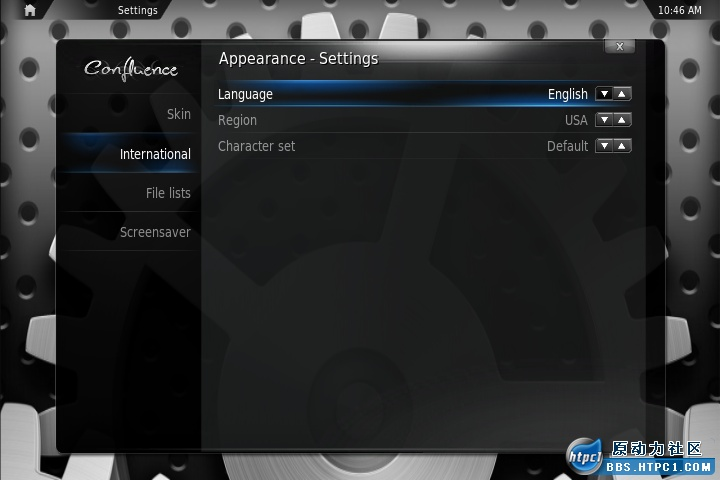 Settings
10:46 AM
x
Confluence
Appearance - Settings
Skin
International
File lists
Screensaver
Language English
Region USA
Character set Default
htpc1 原动力社区
BBS.HTPC1.COM